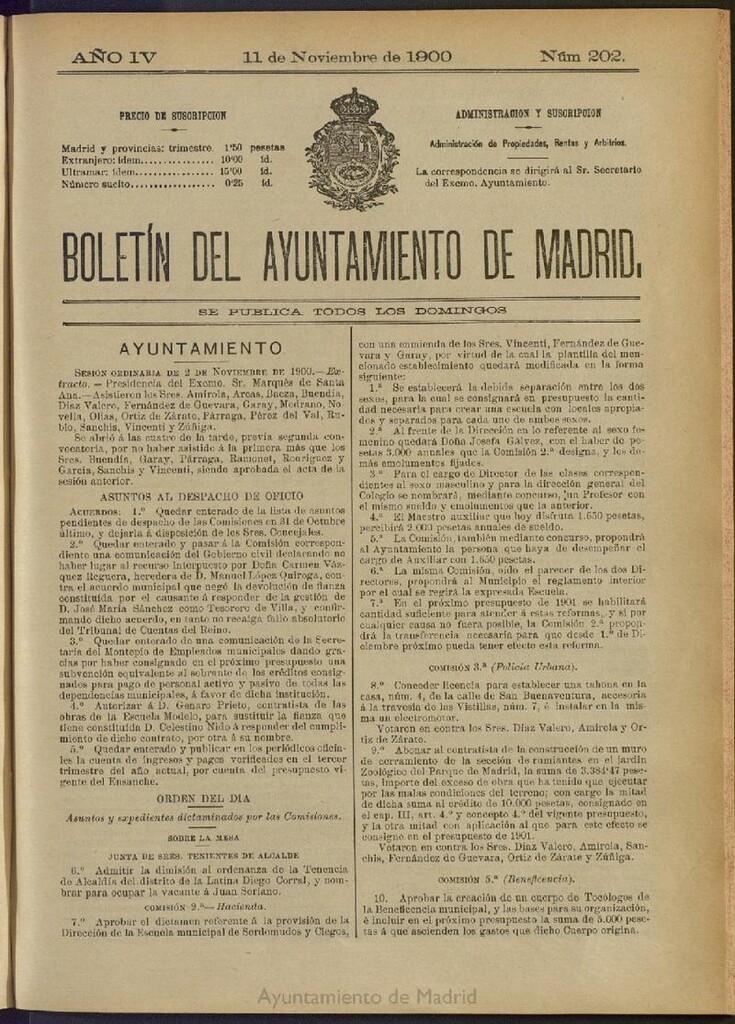 AÑO IV 11 de Noviembre de 1900 Núm 202.
PRECIO DE SUSCRIPCION
Madrid y provincias: trimestre. 1'50 pesetas
Extranjero: ídem............... 10'00 íd.
Ultramar: ídem................. 15'00 íd.
Número suelto.................. 0'25 íd.
ADMINISTRACION Y SUSCRIPCION
Administración de Propiedades, Rentas y Arbitrios.
La correspondencia se dirigirá al Sr. Secretario
del Excmo. Ayuntamiento.
BOLETÍN DEL AYUNTAMIENTO DE MADRID.
SE PUBLICA TODOS LOS DOMINGOS
AYUNTAMIENTO
SESIÓN ORDINARIA DE 2 DE NOVIEMBRE DE 1900.—Ex-
tracto.—Presidencia del Excmo. Sr. Marqués de Santa
Ana.—Asistieron los Sres. Amírola, Arcas, Baeza, Buendía,
Díaz Valero, Fernández de Guevara, Garay, Medrano, No-
vella, Olías, Ortiz de Zárate, Párraga, Pérez del Val, Ru-
bio, Sanchis, Vincenti y Zúñiga.
Se abrió á las cuatro de la tarde, previa segunda con-
vocatoria, por no haber asistido á la primera más que los
Sres. Buendía, Garay, Párraga, Ramonet, Rodríguez y
García, Sanchis y Vincenti, siendo aprobada el acta de la
sesión anterior.
ASUNTOS AL DESPACHO DE OFICIO
ACUERDOS: 1.º Quedar enterado de la lista de asuntos
pendientes de despacho de las Comisiones en 31 de Octubre
último, y dejarla á disposición de los Sres. Concejales.
2.º Quedar enterado y pasar á la Comisión correspon-
diente una comunicación del Gobierno civil declarando no
haber lugar al recurso interpuesto por Doña Carmen Váz-
quez Reguera, heredera de D. Manuel López Quiroga, con-
tra el acuerdo municipal que negó la devolución de fianza
constituída por el causante á responder de la gestión de
D. José María Sánchez como Tesorero de Villa, y confir-
mando dicho acuerdo, en tanto no recaiga fallo absolutorio
del Tribunal de Cuentas del Reino.
3.º Quedar enterado de una comunicación de la Secre-
taría del Montepío de Empleados municipales dando gra-
cias por haber consignado en el próximo presupuesto una
subvención equivalente al sobrante de los créditos consig-
nados para pago de personal activo y pasivo de todas las
dependencias municipales, á favor de dicha institución.
4.º Autorizar á D. Genaro Prieto, contratista de las
obras de la Escuela Modelo, para sustituir la fianza que
tiene constituída D. Celestino Nido á responder del cumpli-
miento de dicho contrato, por otra á su nombre.
5.º Quedar enterado y publicar en los periódicos oficia-
les la cuenta de ingresos y pagos verificados en el tercer
trimestre del año actual, por cuenta del presupuesto vi-
gente del Ensanche.
ORDEN DEL DIA
Asuntos y expedientes dictaminados por las Comisiones.
SOBRE LA MESA
JUNTA DE SRES. TENIENTES DE ALCALDE
6.º Admitir la dimisión al ordenanza de la Tenencia
de Alcaldía del distrito de la Latina Diego Corral, y nom-
brar para ocupar la vacante á Juan Soriano.
COMISIÓN 2.ª—Hacienda.
7.º Aprobar el dictamen referente á la provisión de la
Dirección de la Escuela municipal de Sordomudos y Ciegos,
con una enmienda de los Sres. Vincenti, Fernández de Gue-
vara y Garay, por virtud de la cual la plantilla del men-
cionado establecimiento quedará modificada en la forma
siguiente:
1.ª Se establecerá la debida separación entre los dos
sexos, para lo cual se consignará en presupuesto la canti-
dad necesaria para crear una escuela con locales apropia-
dos y separados para cada uno de ambos sexos.
2.ª Al frente de la Dirección en lo referente al sexo fe-
menino quedará Doña Josefa Gálvez, con el haber de pe-
setas 3.000 annales que la Comisión 2.ª designa, y los de-
más emolumentos fijados.
3.ª Para el cargo de Director de las clases correspon-
dientes al sexo masculino y para la dirección general del
Colegio se nombrará, mediante concurso, un Profesor con
el mismo sueldo y emolumentos que la anterior.
4.ª El Maestro auxiliar que hoy disfruta 1.650 pesetas,
percibirá 2.000 pesetas anuales de sueldo.
5.ª La Comisión, también mediante concurso, propondrá
al Ayuntamiento la persona que haya de desempeñar el
cargo de Auxiliar con 1.650 pesetas.
6.ª La misma Comisión, oído el parecer de los dos Di-
rectores, propondrá al Municipio el reglamento interior
por el cual se regirá la expresada Escuela.
7.ª En el próximo presupuesto de 1901 se habilitará
cantidad suficiente para atender á estas reformas, y si por
cualquier causa no fuera posible, la Comisión 2.ª propon-
drá la transferencia necesaria para que desde 1.º de Di-
ciembre próximo pueda tener efecto esta reforma.
COMISIÓN 3.ª (Policía Urbana).
8.º Conceder licencia para establecer una tahona en la
casa, núm. 4, de la calle de San Buenaventura, accesoria
á la travesía de las Vistillas, núm. 7, é instalar en la mis-
ma un electromotor.
Votaron en contra los Sres. Díaz Valero, Amírola y Or-
tiz de Zárate.
9.º Abonar al contratista de la construcción de un muro
de cerramiento de la sección de rumiantes en el jardín
Zoológico del Parque de Madrid, la suma de 3.384'47 pese-
tas, importe del exceso de obra que ha tenido que ejecutar
por las malas condiciones del terreno; con cargo la mitad
de dicha suma al crédito de 10.000 pesetas, consignado en
el cap. III, art. 4.º y concepto 4.º del vigente presupuesto,
y la otra mitad con aplicación al que para este efecto se
consigne en el presupuesto de 1901.
Votaron en contra los Sres. Díaz Valero, Amírola, San-
chis, Fernández de Guevara, Ortiz de Zárate y Zúñiga.
COMISIÓN 5.ª (Beneficencia).
10. Aprobar la creación de un cuerpo de Tocólogos de
la Beneficencia municipal, y las bases para su organización,
é incluir en el próximo presupuesto la suma de 5.000 pese-
tas á que ascienden los gastos que dicho Cuerpo origina.
Ayuntamiento de Madrid